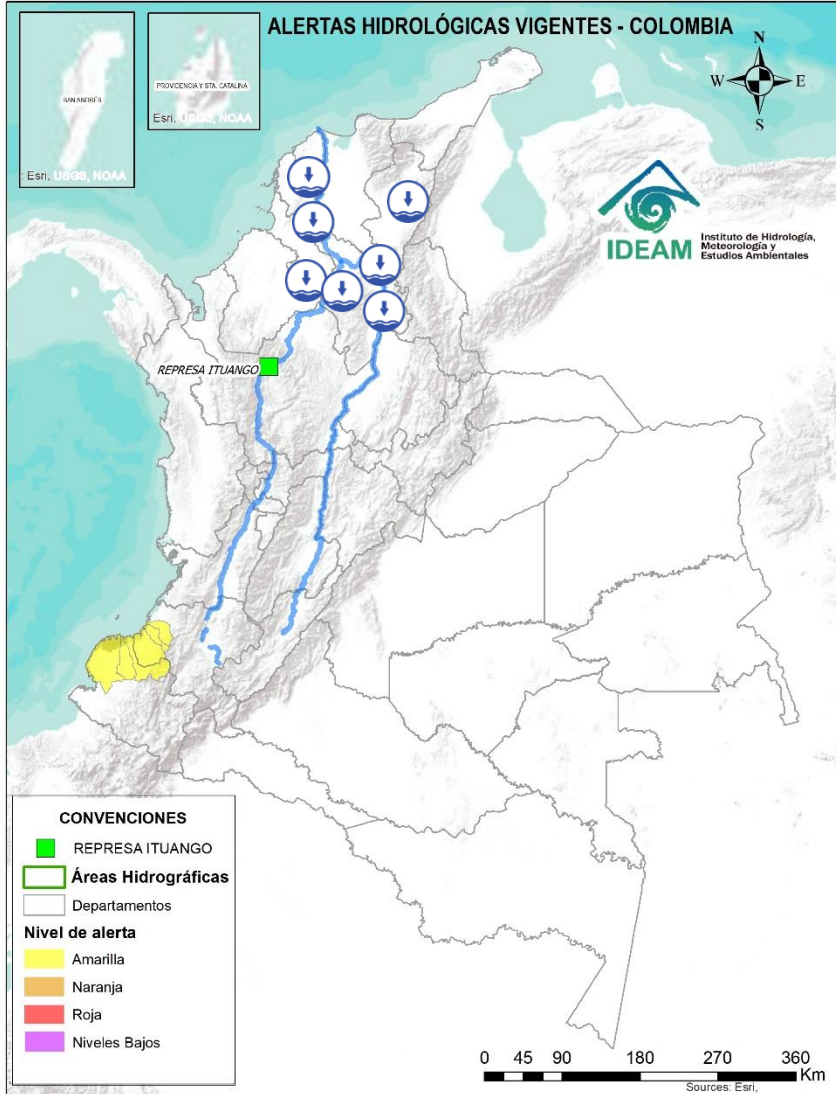 ALERTAS HIDROLÓGICAS VIGENTES - COLOMBIA
SAN ANDRÉS
: Esri, USGS, NOAA
PROVIDENCIA Y STA. CATALINA
Esri, USGS, NOAA
N
W
E
S
IDEAM
Instituto de Hidrología,
Meteorología y
Estudios Ambientales
REPRESA ITUANGO
CONVENCIONES
REPRESA ITUANGO
Áreas Hidrográficas
Departamentos
Nivel de alerta
Amarilla
Naranja
Roja
Niveles Bajos
0 45 90 180 270 360
Km
Sources: Esri,